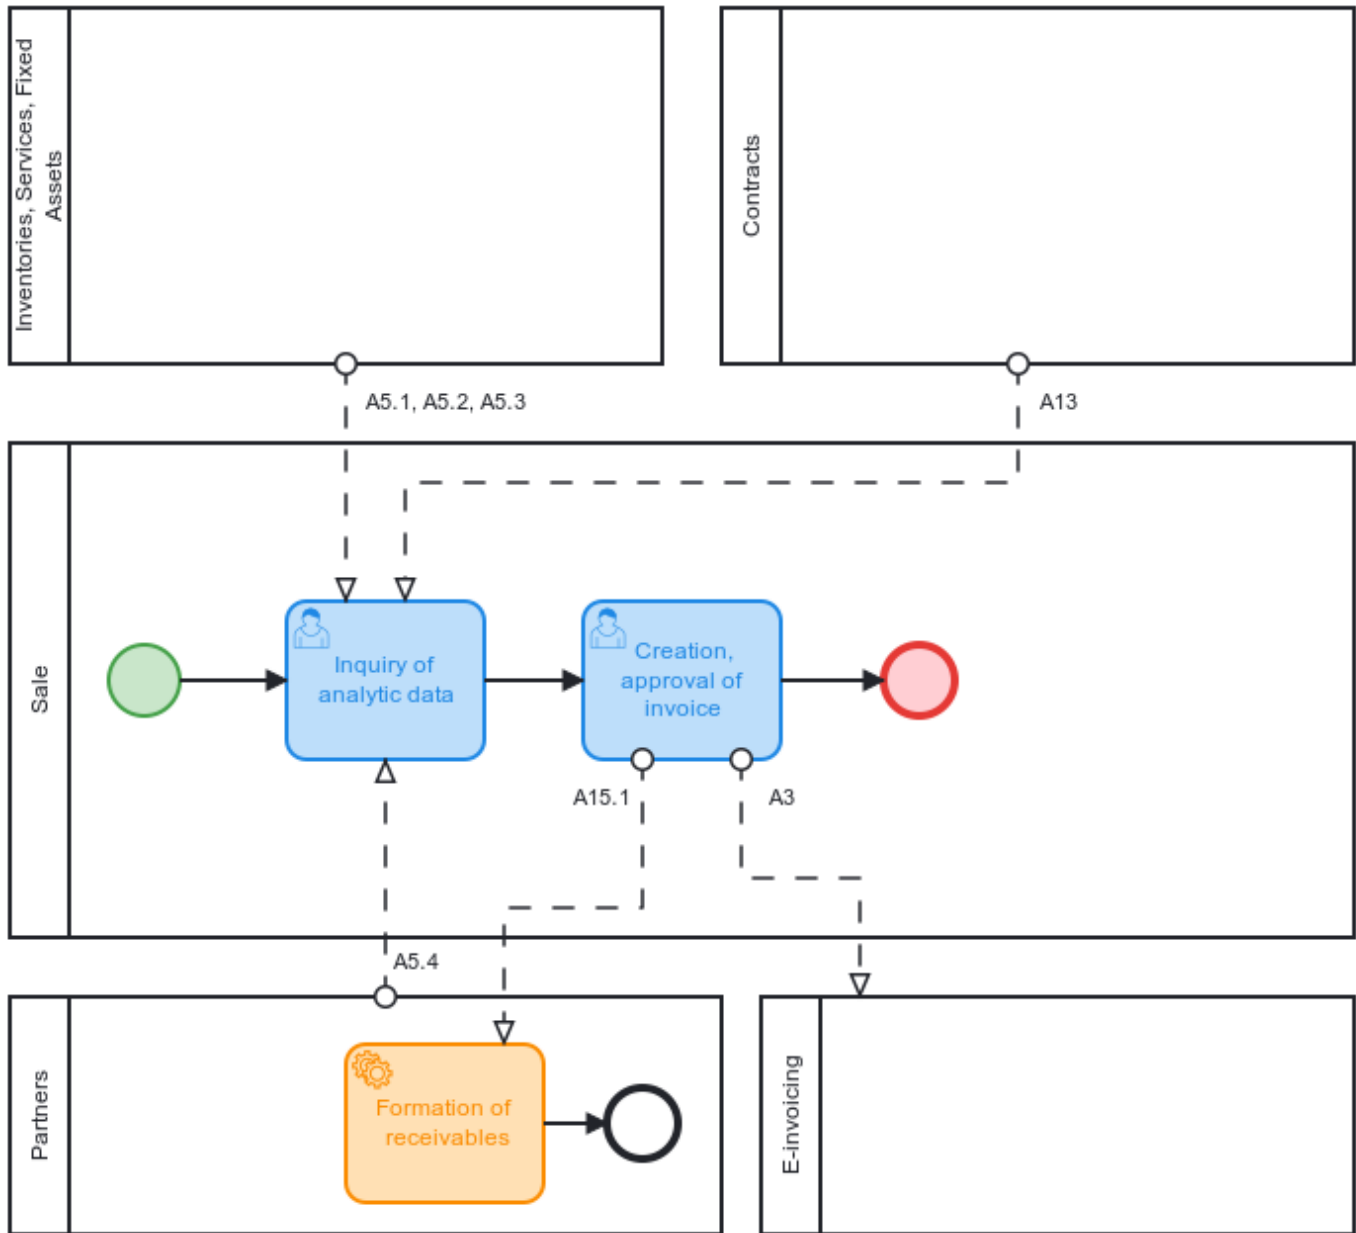 Inventories, Services, Fixed
Assets
Contracts
A5.1, A5.2, A5.3
A13
Sale
Inquiry of
analytic data
Creation,
approval of
invoice
A15.1
A3
A5.4
Partners
Formation of
receivables
E-invoicing